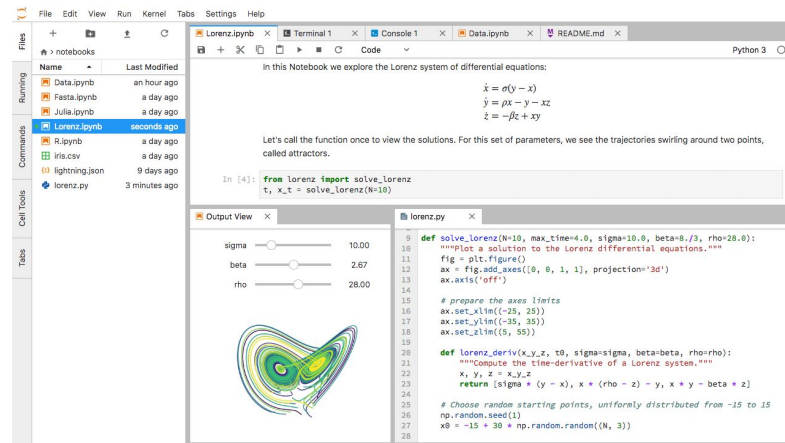 File Edit View Run Kernel Tabs Settings Help
Files
Running
Commands
Cell Tools
Tabs
notebooks
Name Last Modified
Data.ipynb an hour ago
Fasta.ipynb a day ago
Julia.ipynb a day ago
Lorenz.ipynb seconds ago
R.ipynb a day ago
iris.csv a day ago
lightning.json 9 days ago
lorenz.py 3 minutes ago
Lorenz.ipynb Terminal 1 Console 1 Data.ipynb README.md
Code Python 3
In this Notebook we explore the Lorenz system of differential equations:
ẋ = σ(y − x)
ẏ = ρx − y − xz
ż = −βz + xy
Let's call the function once to view the solutions. For this set of parameters, we see the trajectories swirling around two points,
called attractors.
In [4]: from lorenz import solve_lorenz
t, x_t = solve_lorenz(N=10)
Output View
sigma 10.00
beta 2.67
rho 28.00
lorenz.py
9 def solve_lorenz(N=10, max_time=4.0, sigma=10.0, beta=8./3, rho=28.0):
10 """Plot a solution to the Lorenz differential equations."""
11 fig = plt.figure()
12 ax = fig.add_axes([0, 0, 1, 1], projection='3d')
13 ax.axis('off')
14
15 # prepare the axes limits
16 ax.set_xlim((-25, 25))
17 ax.set_ylim((-35, 35))
18 ax.set_zlim((5, 55))
19
20 def lorenz_deriv(x_y_z, t0, sigma=sigma, beta=beta, rho=rho):
21 """Compute the time-derivative of a Lorenz system."""
22 x, y, z = x_y_z
23 return [sigma * (y - x), x * (rho - z) - y, x * y - beta * z]
24
25 # Choose random starting points, uniformly distributed from -15 to 15
26 np.random.seed(1)
27 x0 = -15 + 30 * np.random.random((N, 3))
28